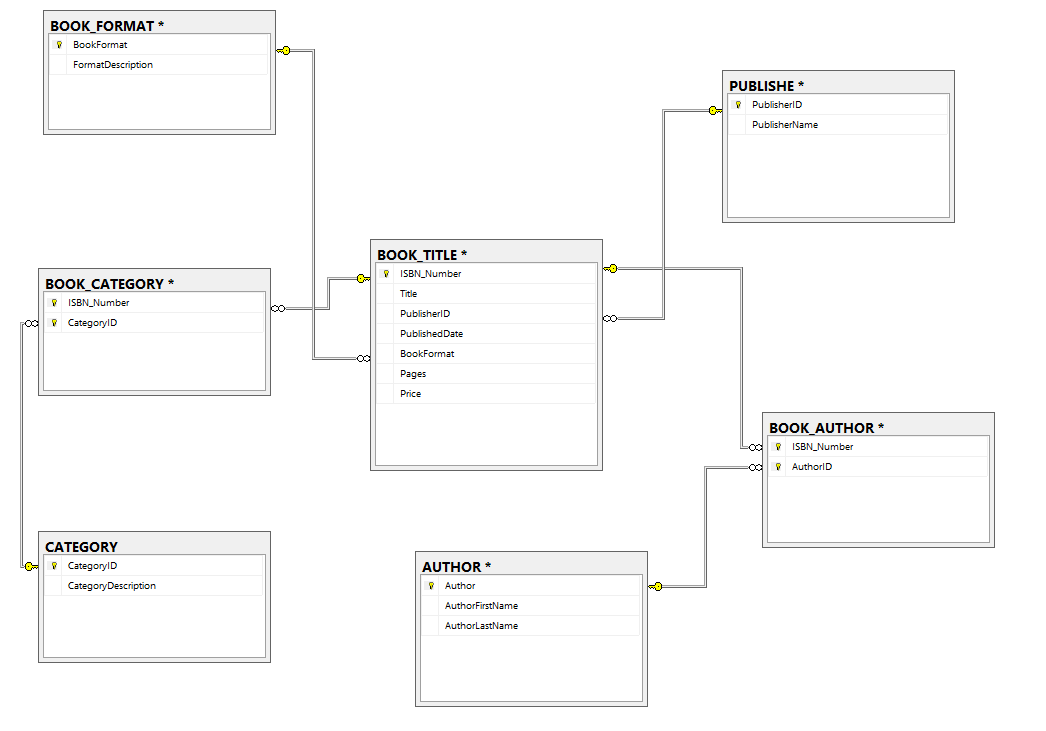 BOOK_FORMAT *
BookFormat
FormatDescription
PUBLISHE *
PublisherID
PublisherName
BOOK_TITLE *
ISBN_Number
Title
PublisherID
PublishedDate
BookFormat
Pages
Price
BOOK_CATEGORY *
ISBN_Number
CategoryID
BOOK_AUTHOR *
ISBN_Number
AuthorID
CATEGORY
CategoryID
CategoryDescription
AUTHOR *
Author
AuthorFirstName
AuthorLastName